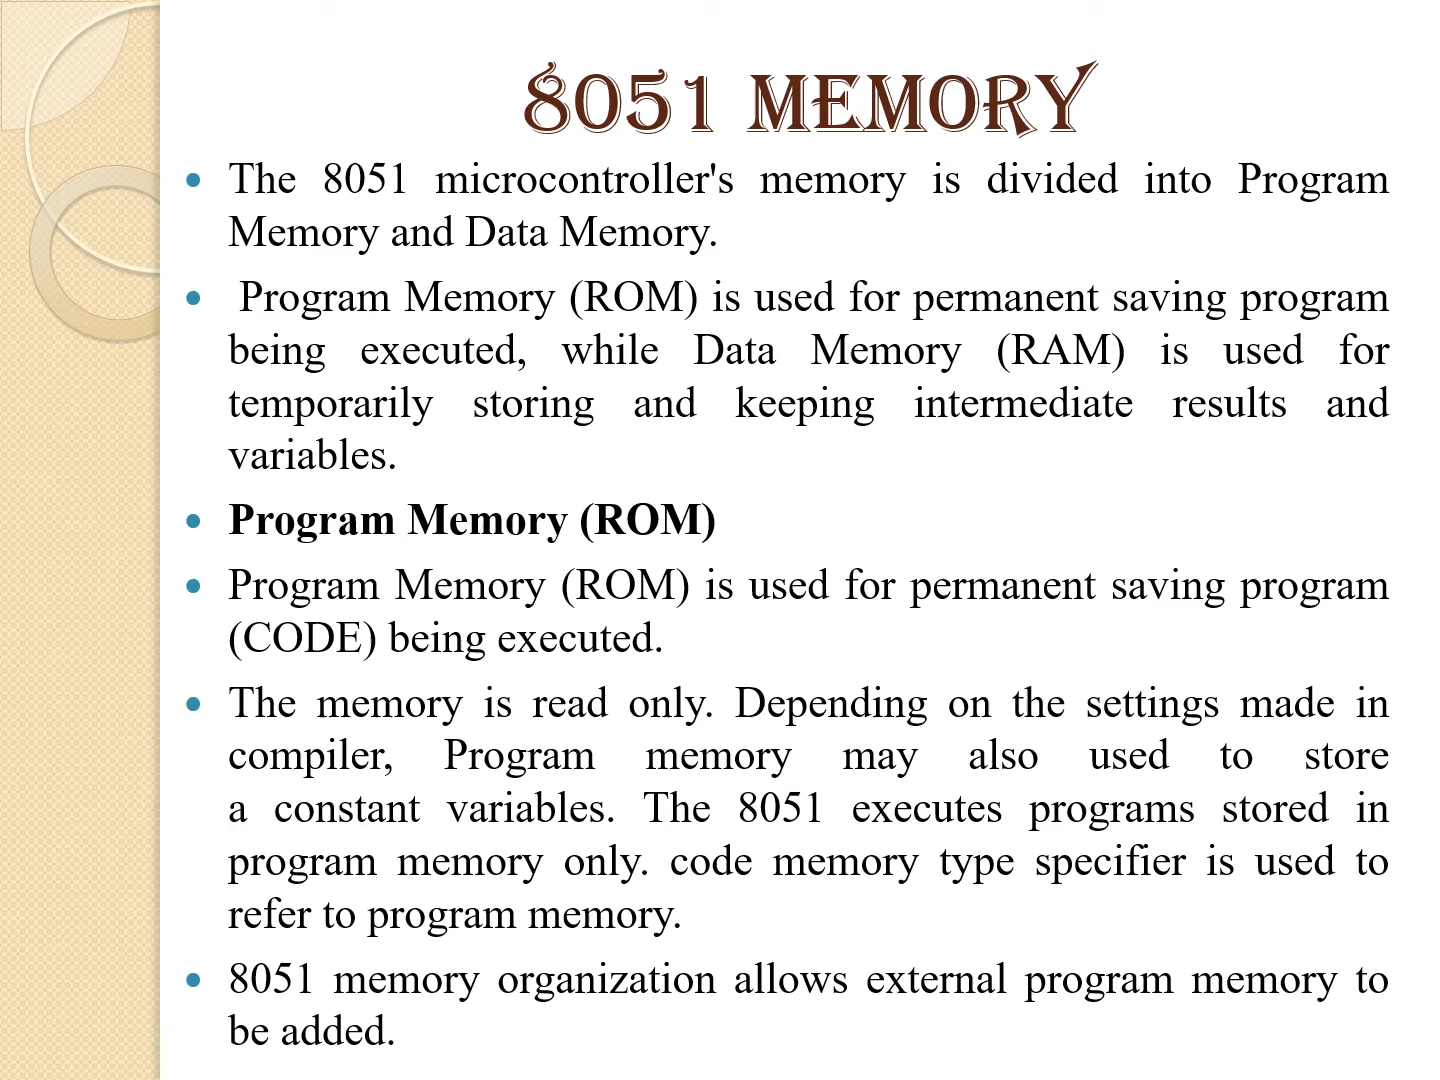 8051 MEMORY
• The 8051 microcontroller's memory is divided into Program
Memory and Data Memory.
• Program Memory (ROM) is used for permanent saving program
being executed, while Data Memory (RAM) is used for
temporarily storing and keeping intermediate results and
variables.
• Program Memory (ROM)
• Program Memory (ROM) is used for permanent saving program
(CODE) being executed.
• The memory is read only. Depending on the settings made in
compiler, Program memory may also used to store
a constant variables. The 8051 executes programs stored in
program memory only. code memory type specifier is used to
refer to program memory.
• 8051 memory organization allows external program memory to
be added.